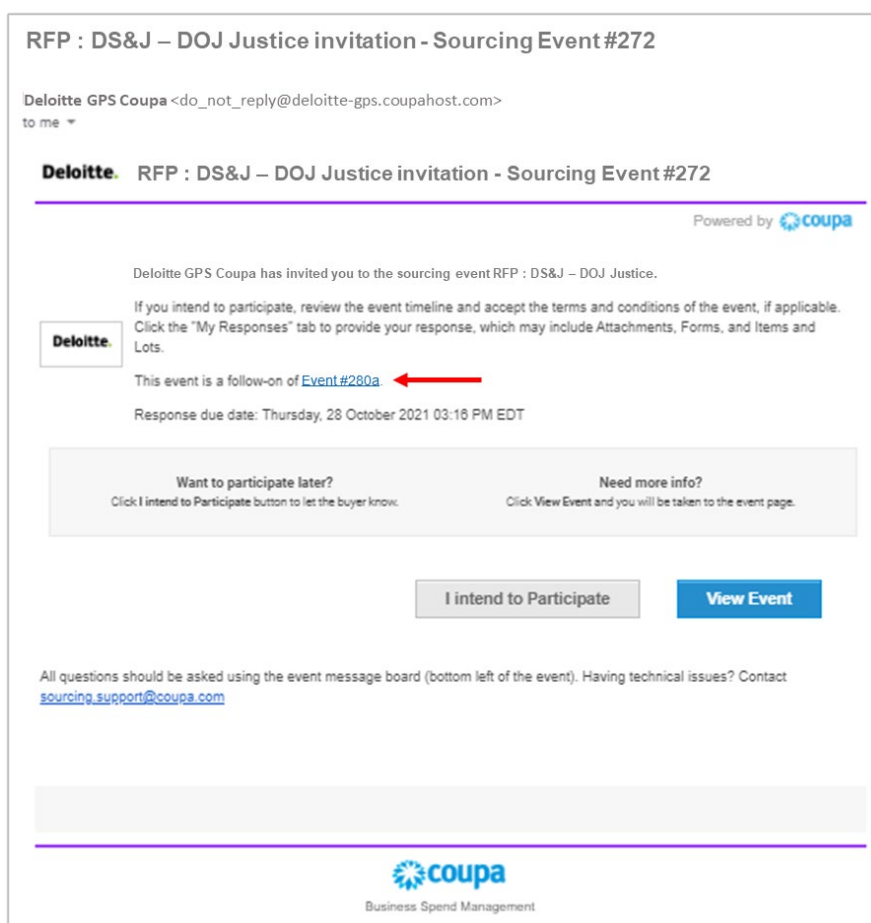 RFP : DS&J – DOJ Justice invitation - Sourcing Event #272
Deloitte GPS Coupa <do_not_reply@deloitte-gps.coupahost.com>
to me
Deloitte. RFP : DS&J – DOJ Justice invitation - Sourcing Event #272
Powered by coupa
Deloitte GPS Coupa has invited you to the sourcing event RFP : DS&J – DOJ Justice.
If you intend to participate, review the event timeline and accept the terms and conditions of the event, if applicable.
Click the "My Responses" tab to provide your response, which may include Attachments, Forms, and Items and
Lots.
Deloitte.
This event is a follow-on of Event #280a.
Response due date: Thursday, 28 October 2021 03:16 PM EDT
Want to participate later?
Click I intend to Participate button to let the buyer know.
Need more info?
Click View Event and you will be taken to the event page.
I intend to Participate
View Event
All questions should be asked using the event message board (bottom left of the event). Having technical issues? Contact
sourcing.support@coupa.com
coupa
Business Spend Management